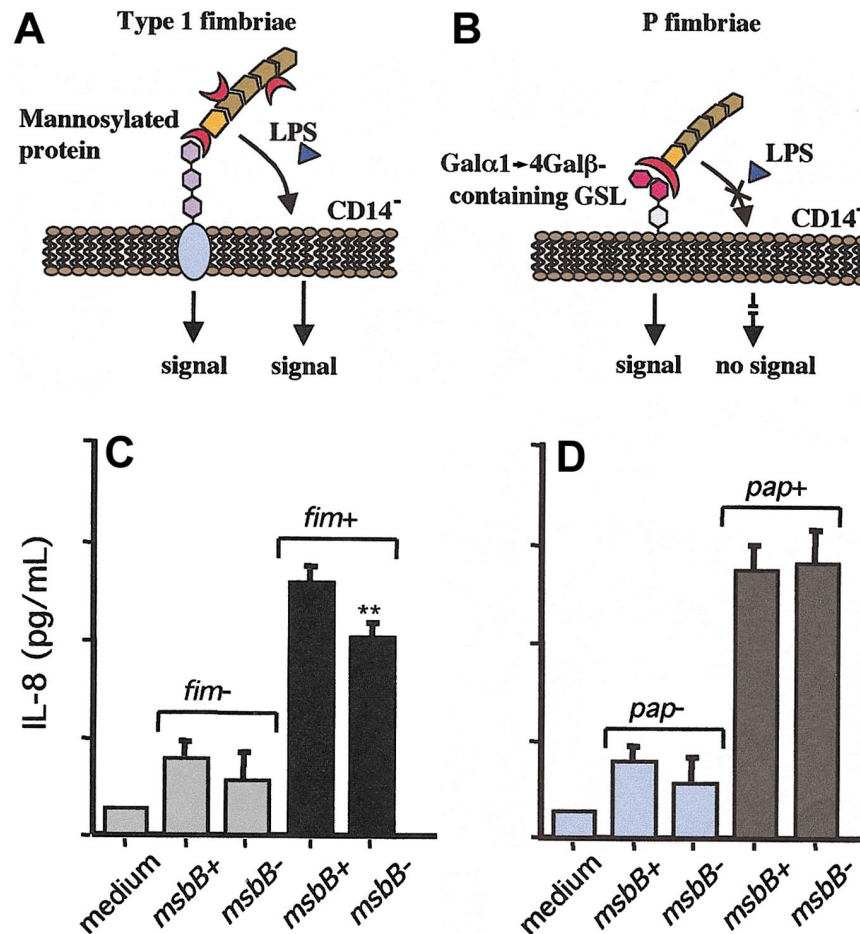 A
Type 1 fimbriae
Mannosylated
protein
LPS
CD14⁻
signal
signal
B
P fimbriae
Galα1→4Galβ-
containing GSL
LPS
CD14⁻
signal
no signal
C
IL-8 (pg/mL)
fim-
fim+
**
medium
msbB+
msbB-
msbB+
msbB-
D
pap-
pap+
medium
msbB+
msbB-
msbB+
msbB-